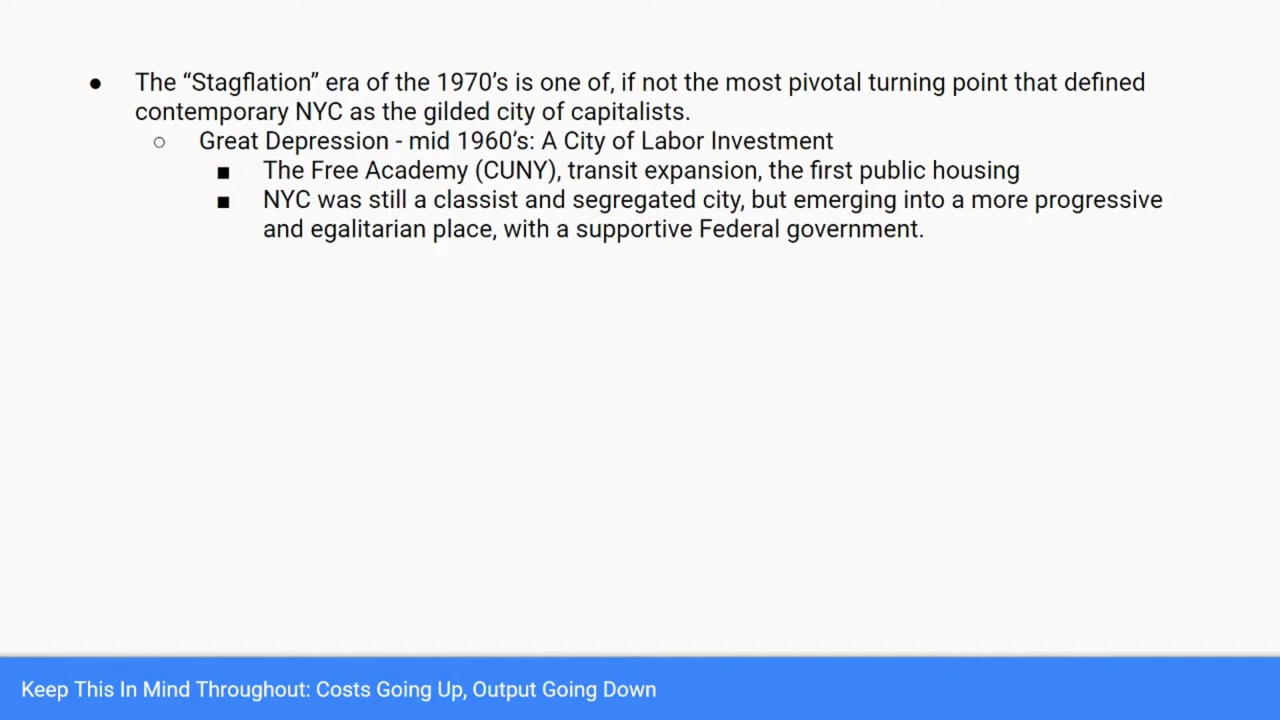 ● The “Stagflation” era of the 1970’s is one of, if not the most pivotal turning point that defined
contemporary NYC as the gilded city of capitalists.
○ Great Depression - mid 1960’s: A City of Labor Investment
■ The Free Academy (CUNY), transit expansion, the first public housing
■ NYC was still a classist and segregated city, but emerging into a more progressive
and egalitarian place, with a supportive Federal government.
Keep This In Mind Throughout: Costs Going Up, Output Going Down